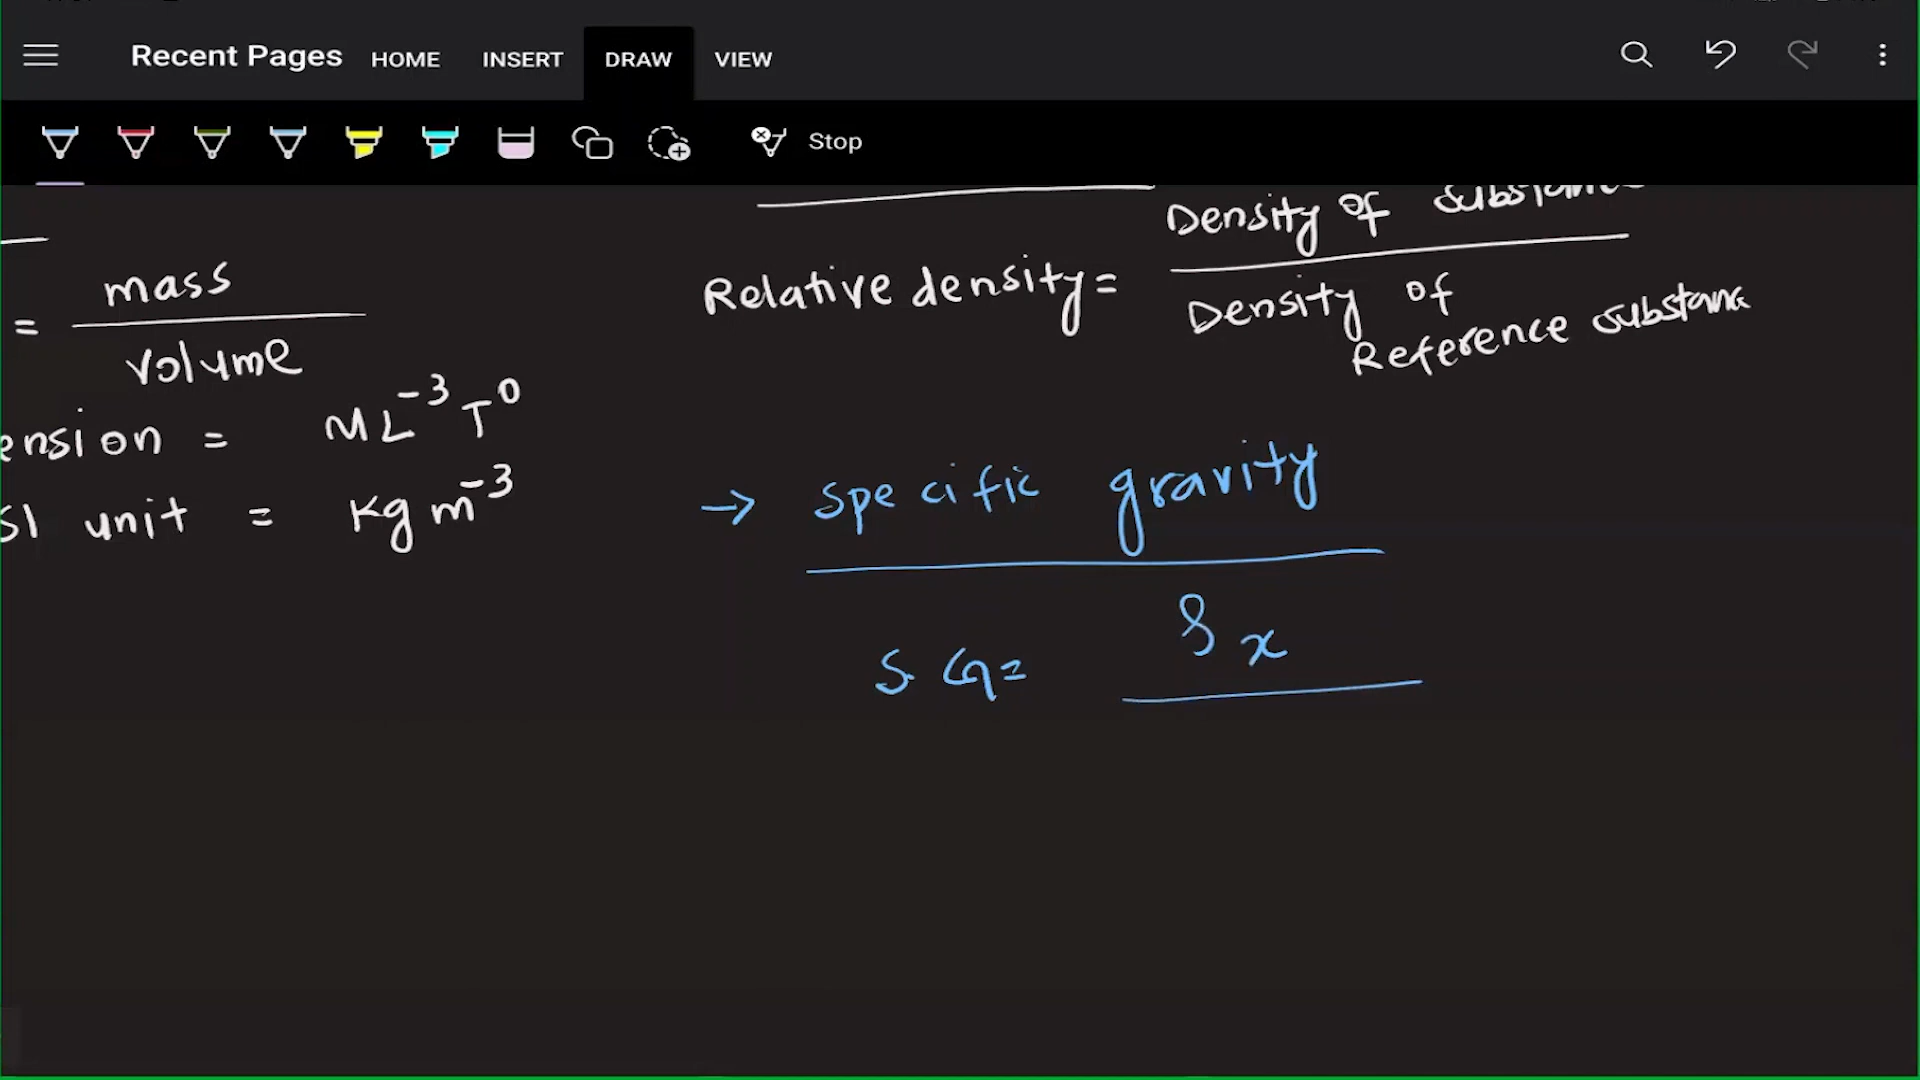 Recent Pages HOME INSERT DRAW VIEW
Stop
= mass / volume
ension = ML⁻³T⁰
SI unit = Kg m⁻³
Density of
Relative density =
Density of
Reference substance
→ specific gravity
S. G = ρₓ